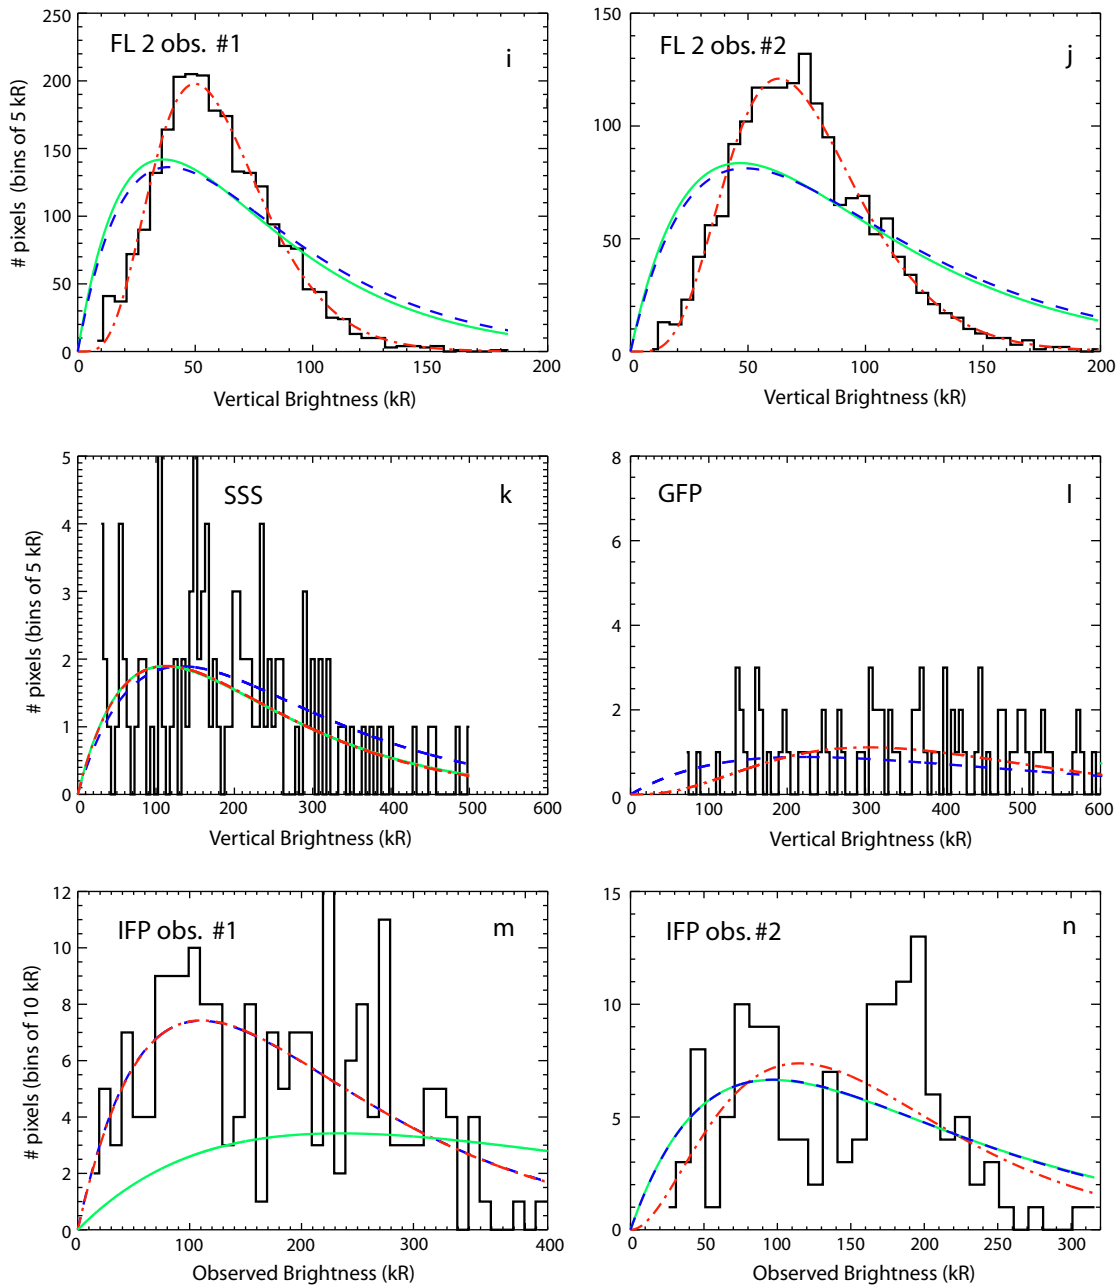 FL 2 obs. #1
i
# pixels (bins of 5 kR)
250
200
150
100
50
0
0 50 100 150 200
Vertical Brightness (kR)
FL 2 obs. #2
j
150
100
50
0
0 50 100 150 200
Vertical Brightness (kR)
SSS
k
# pixels (bins of 5 kR)
5
4
3
2
1
0
0 100 200 300 400 500 600
Vertical Brightness (kR)
GFP
l
8
6
4
2
0
100 200 300 400 500 600
Vertical Brightness (kR)
IFP obs. #1
m
# pixels (bins of 10 kR)
12
10
8
6
4
2
0
0 100 200 300 400
Observed Brightness (kR)
IFP obs. #2
n
15
10
5
0
0 50 100 150 200 250 300
Observed Brightness (kR)